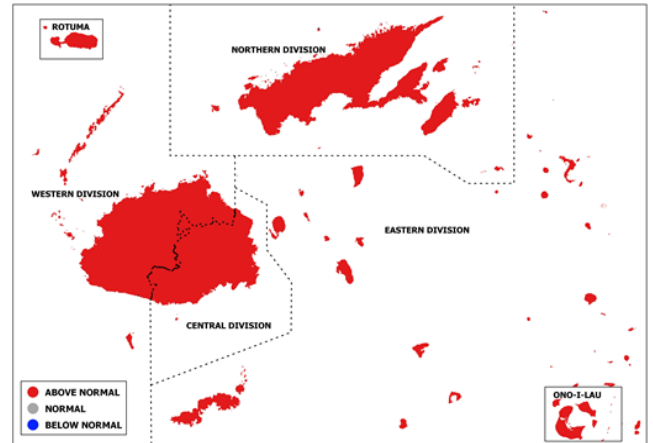 ROTUMA
NORTHERN DIVISION
WESTERN DIVISION
EASTERN DIVISION
CENTRAL DIVISION
ABOVE NORMAL
NORMAL
BELOW NORMAL
ONO-I-LAU